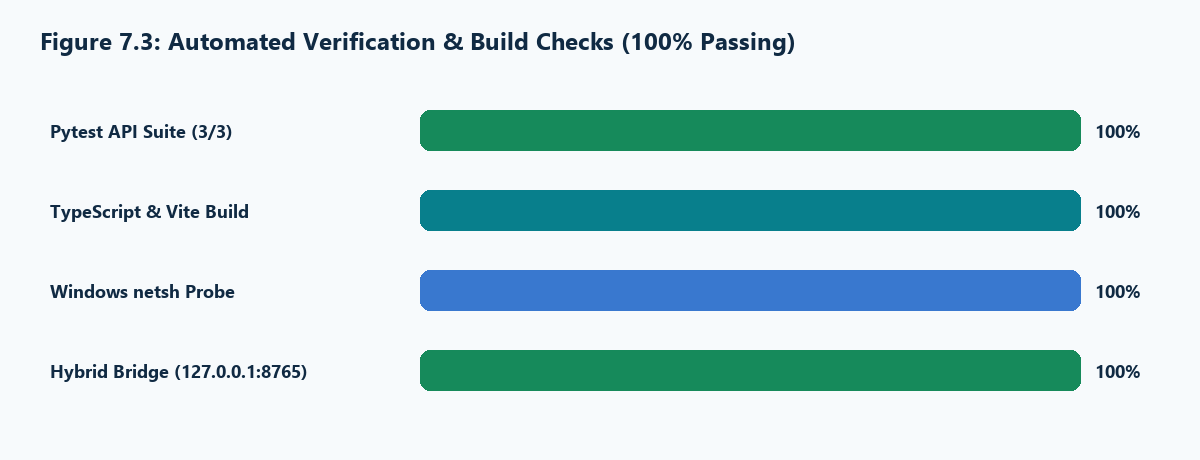 Figure 7.3: Automated Verification & Build Checks (100% Passing)
Pytest API Suite (3/3) 100%
TypeScript & Vite Build 100%
Windows netsh Probe 100%
Hybrid Bridge (127.0.0.1:8765) 100%